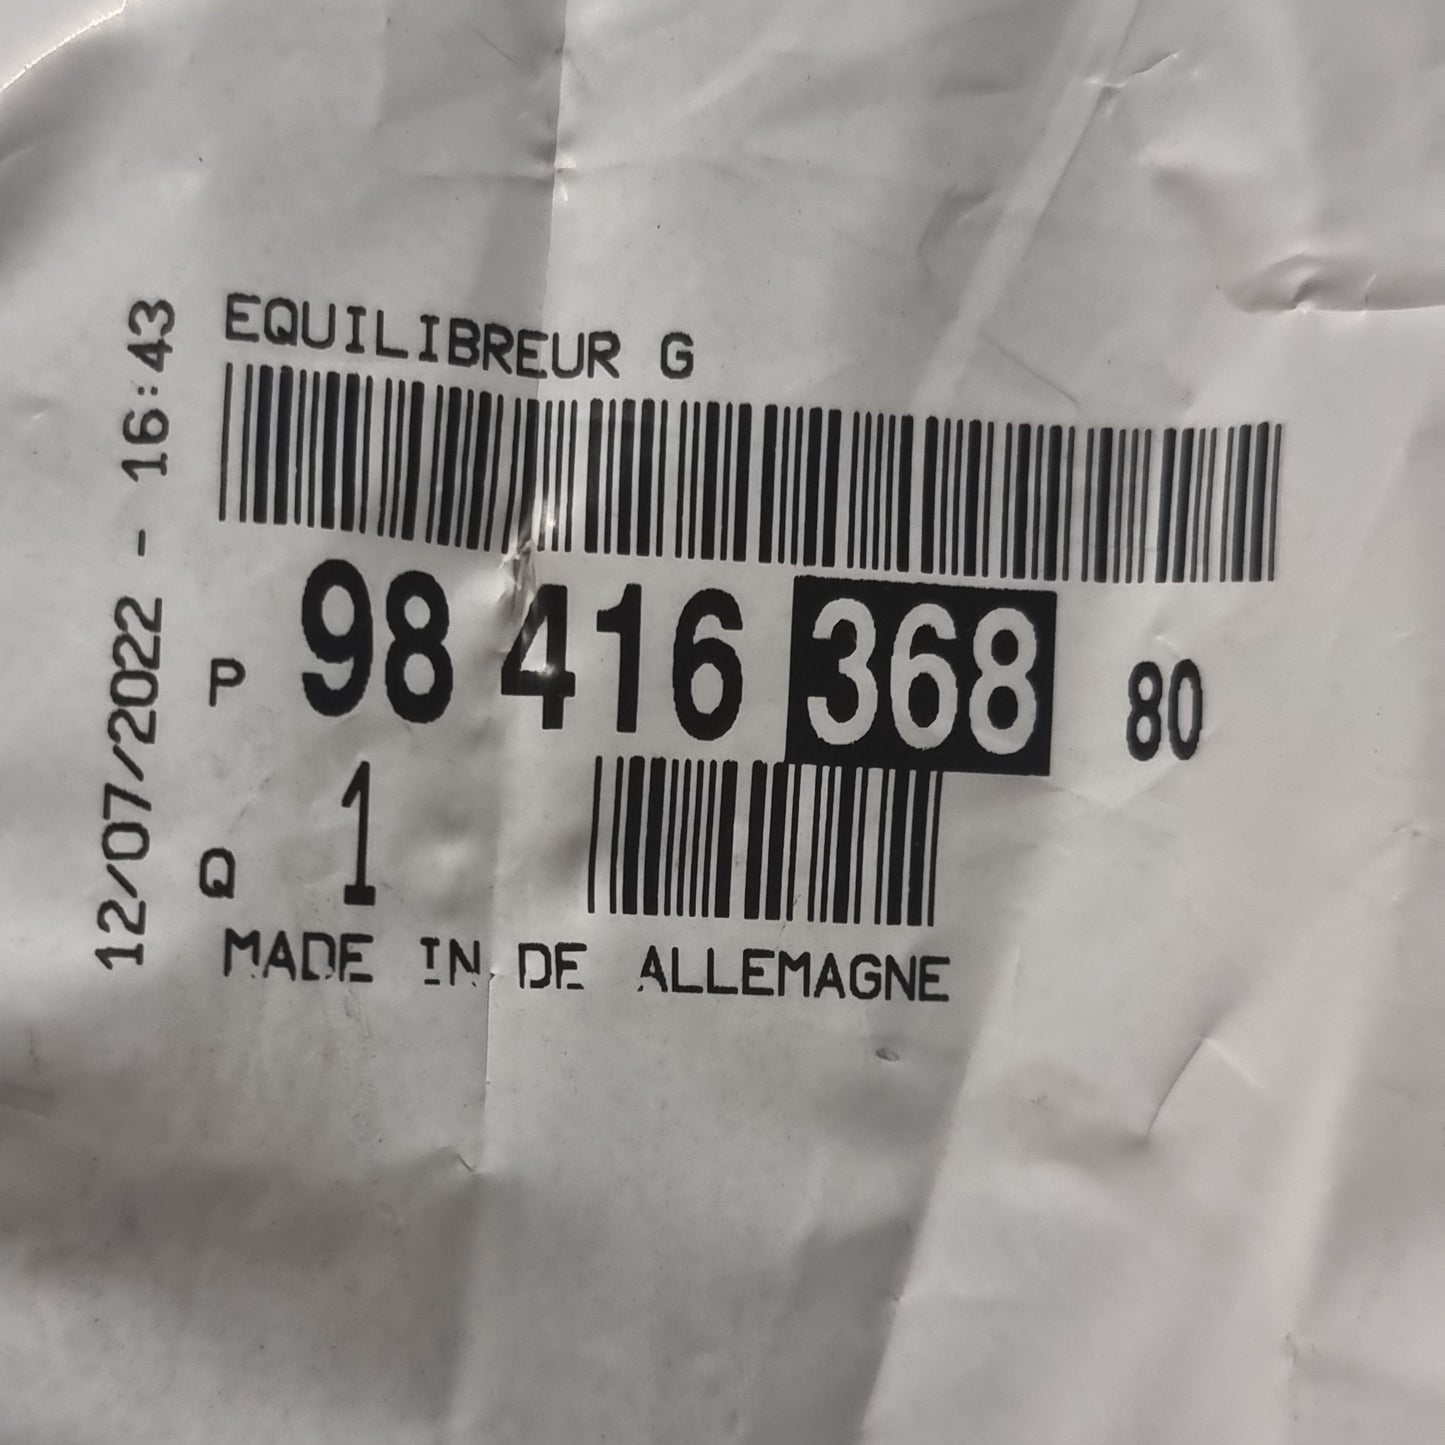 EQUILIBREUR G
P 98 416 368 80
Q 1
MADE IN DE ALLEMAGNE
12/07/2022 - 16:43